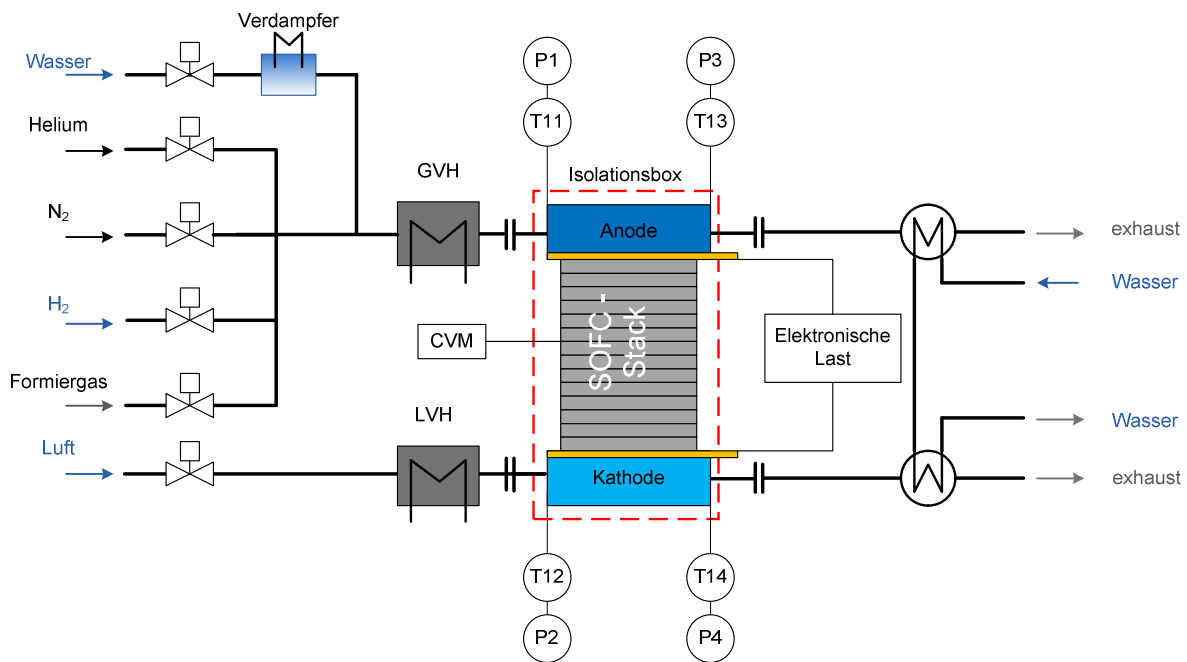 Verdampfer
Wasser
P1
P3
Helium
T11
T13
GVH
Isolationsbox
N₂
Anode
exhaust
H₂
Wasser
CVM
SOFC -
Stack
Elektronische
Last
Formiergas
LVH
Luft
Wasser
Kathode
exhaust
T12
T14
P2
P4